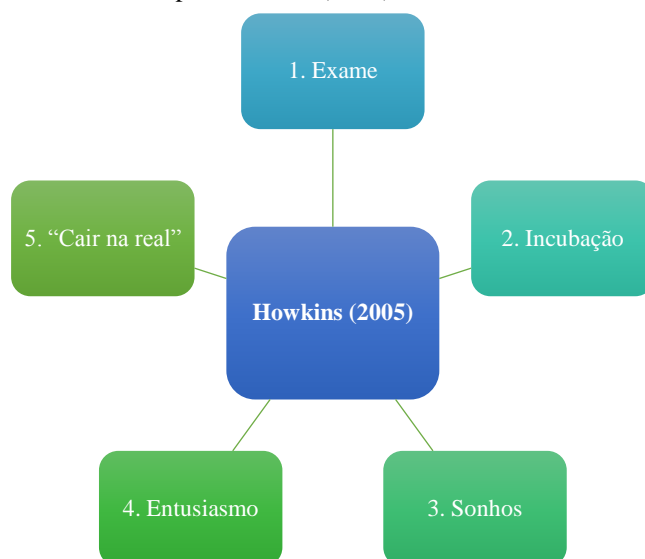 1. Exame
5. “Cair na real”
2. Incubação
Howkins (2005)
4. Entusiasmo
3. Sonhos